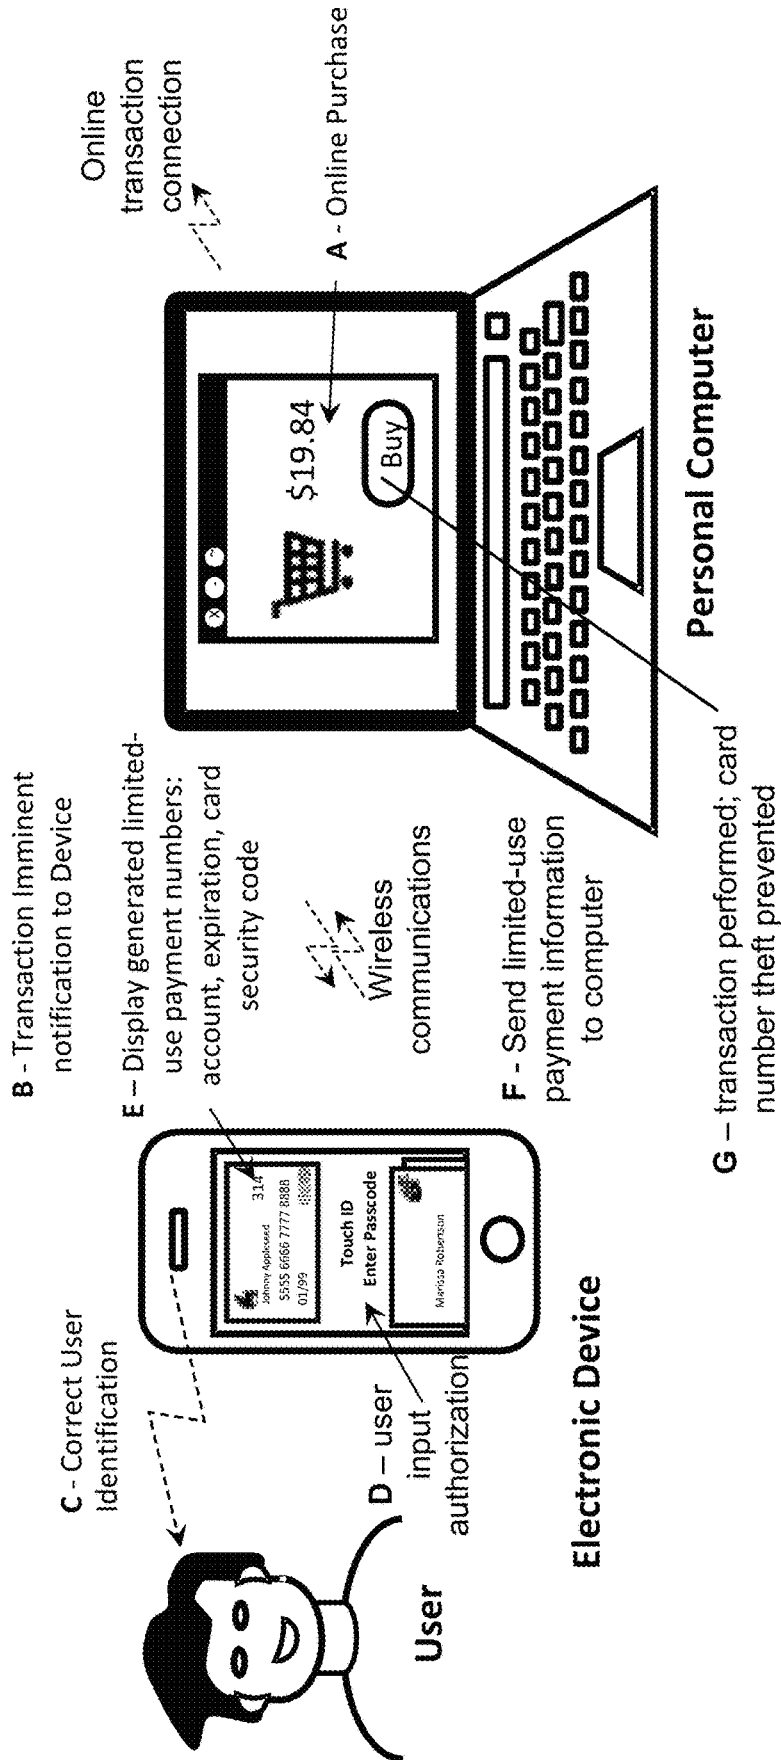 B - Transaction Imminent
notification to Device
C - Correct User
Identification
E – Display generated limited-
use payment numbers:
account, expiration, card
security code
Online
transaction
connection
A - Online Purchase
X
-
~
$19.84
Buy
314
Johnny Appleseed
5555 6666 7777 8888
01/99
Touch ID
Enter Passcode
Marissa Robertson
Wireless
communications
D – user
input
authorization
User
F - Send limited-use
payment information
to computer
Electronic Device
Personal Computer
G – transaction performed; card
number theft prevented